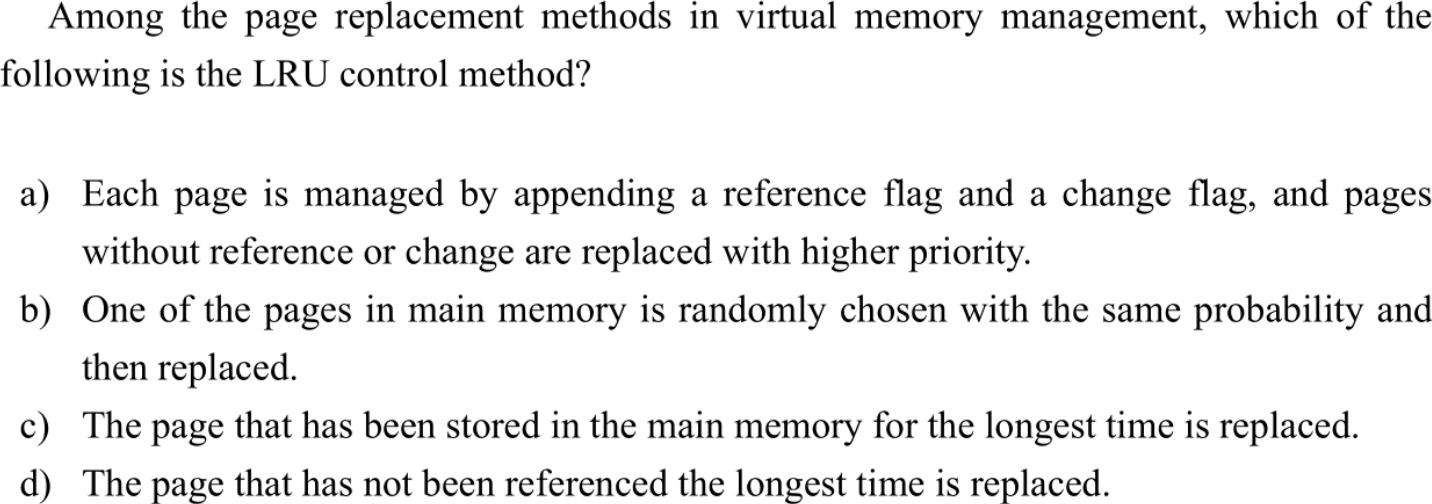 Among the page replacement methods in virtual memory management, which of the
following is the LRU control method?
a) Each page is managed by appending a reference flag and a change flag, and pages
without reference or change are replaced with higher priority.
b) One of the pages in main memory is randomly chosen with the same probability and
then replaced.
c) The page that has been stored in the main memory for the longest time is replaced.
d) The page that has not been referenced the longest time is replaced.